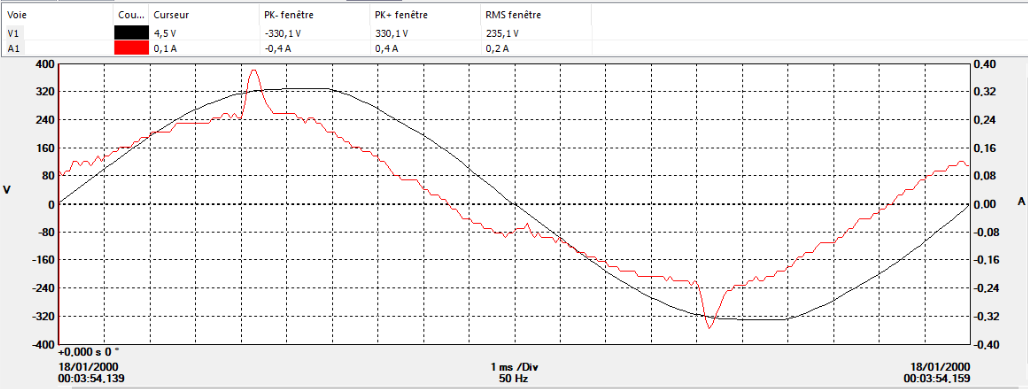 Voie Cou... Curseur PK- fenêtre PK+ fenêtre RMS fenêtre
V1 4,5 V -330,1 V 330,1 V 235,1 V
A1 0,1 A -0,4 A 0,4 A 0,2 A
400 0,40
320 0,32
240 0,24
160 0,16
80 0,08
V 0 0,00 A
-80 -0,08
-160 -0,16
-240 -0,24
-320 -0,32
-400 -0,40
+0,000 s 0 °
18/01/2000 1 ms /Div 18/01/2000
00:03:54,139 50 Hz 00:03:54,159